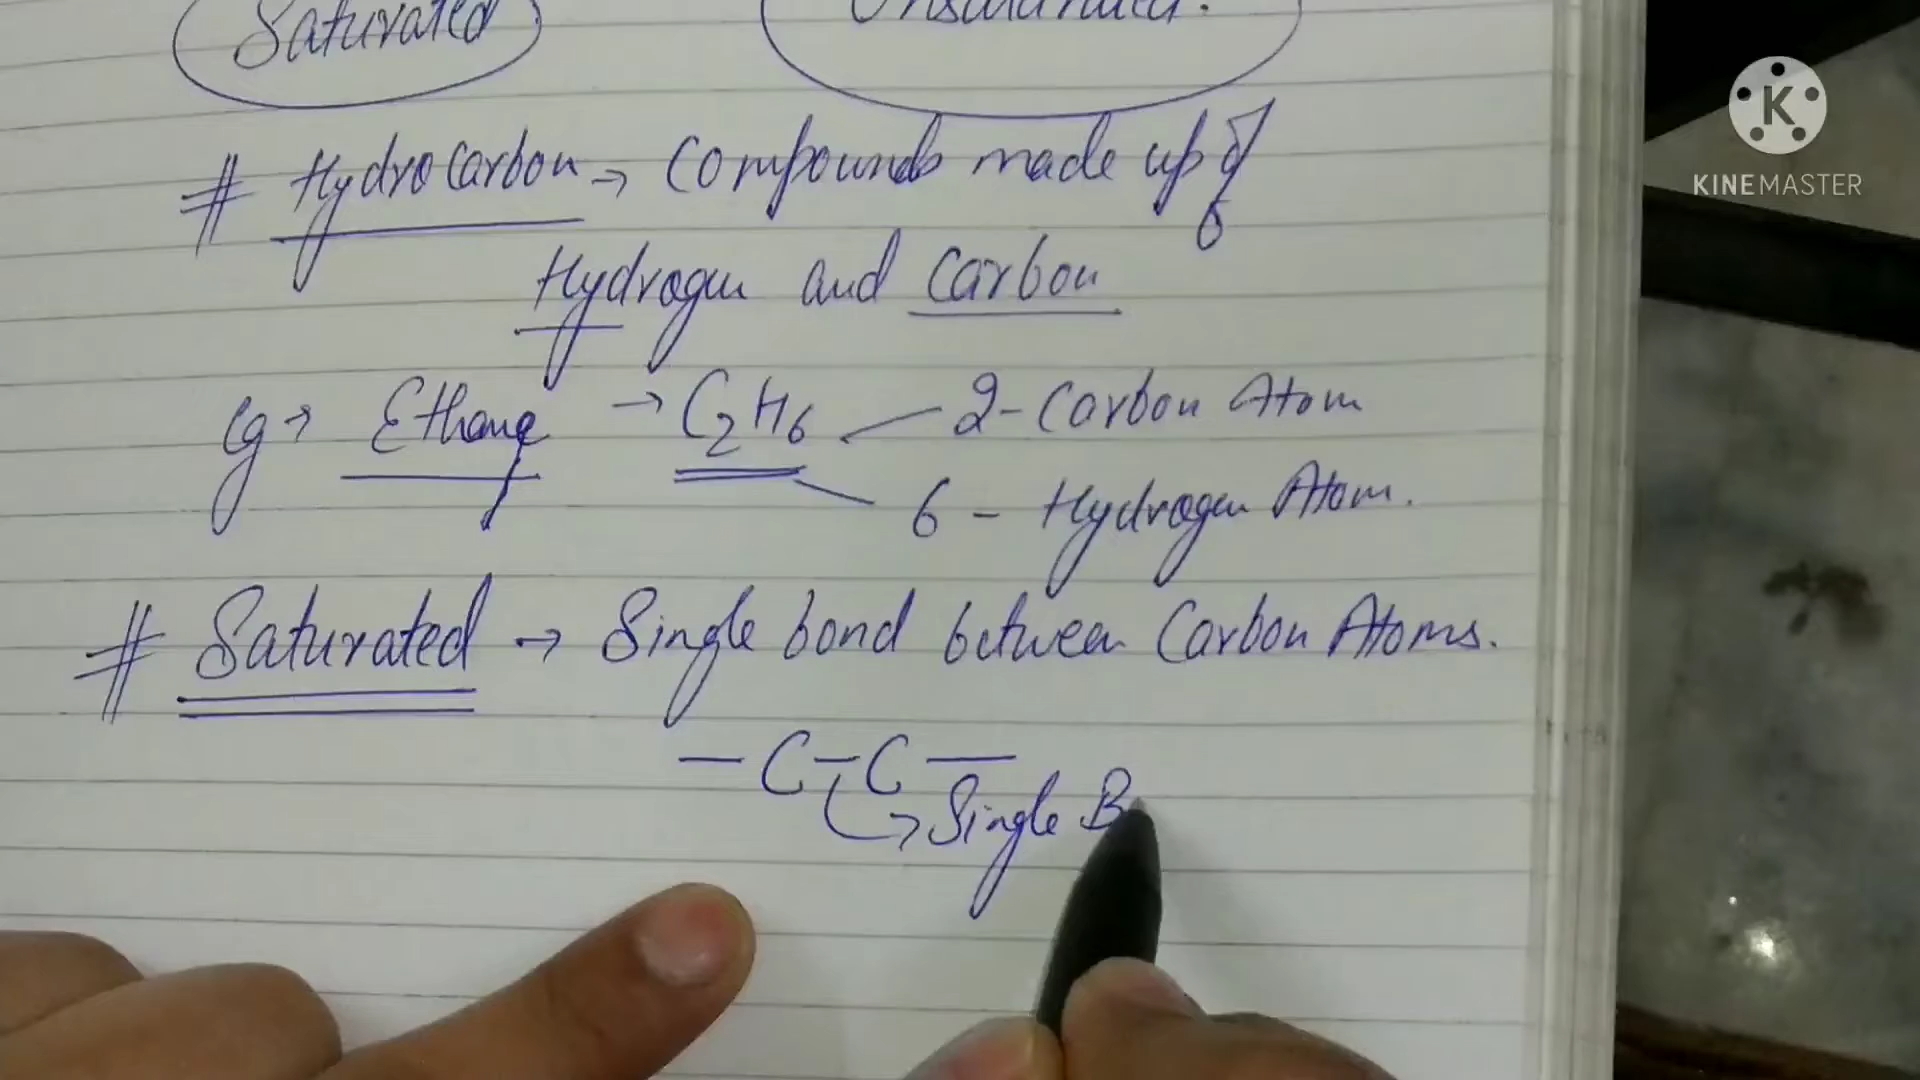 Saturated Unsaturated.
# Hydrocarbon → Compounds made up of
Hydrogen and Carbon
eg → Ethane → C2H6 — 2 - Carbon Atom
6 - Hydrogen Atom.
# Saturated → Single bond between Carbon Atoms.
— C – C —
→ Single B
K
KINEMASTER